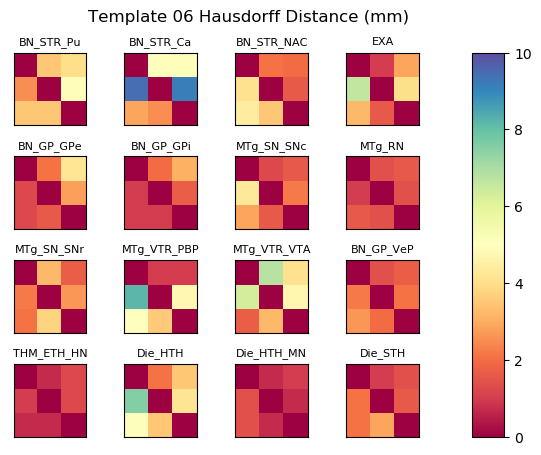 Template 06 Hausdorff Distance (mm)
BN_STR_Pu BN_STR_Ca BN_STR_NAC EXA
BN_GP_GPe BN_GP_GPi MTg_SN_SNc MTg_RN
MTg_SN_SNr MTg_VTR_PBP MTg_VTR_VTA BN_GP_VeP
THM_ETH_HN Die_HTH Die_HTH_MN Die_STH
10
8
6
4
2
0